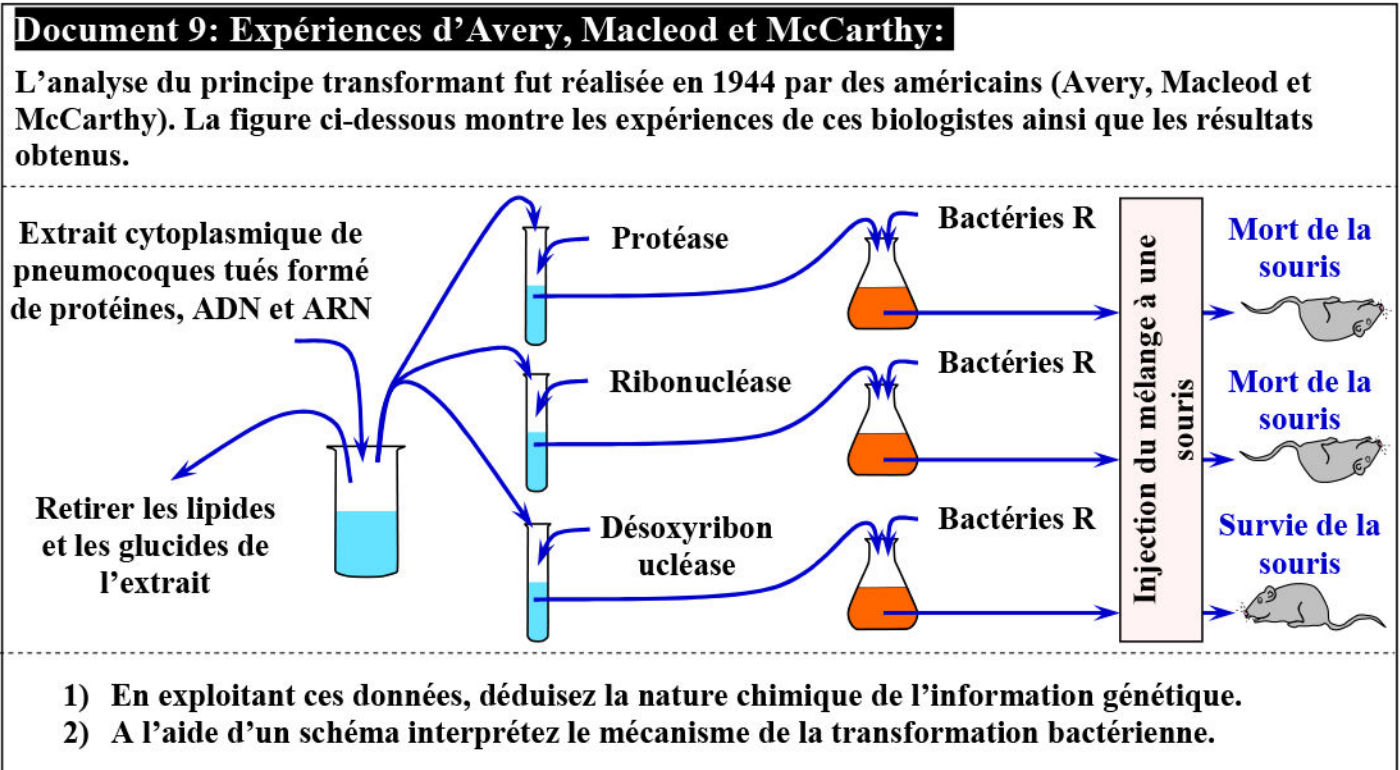 Document 9: Expériences d'Avery, Macleod et McCarthy:
L'analyse du principe transformant fut réalisée en 1944 par des américains (Avery, Macleod et
McCarthy). La figure ci-dessous montre les expériences de ces biologistes ainsi que les résultats
obtenus.
Extrait cytoplasmique de
pneumocoques tués formé
de protéines, ADN et ARN
Retirer les lipides
et les glucides de
l'extrait
Protéase
Bactéries R
Ribonucléase
Bactéries R
Désoxyribon
ucléase
Bactéries R
Injection du mélange à une
souris
Mort de la
souris
Mort de la
souris
Survie de la
souris
1) En exploitant ces données, déduisez la nature chimique de l'information génétique.
2) A l'aide d'un schéma interprétez le mécanisme de la transformation bactérienne.